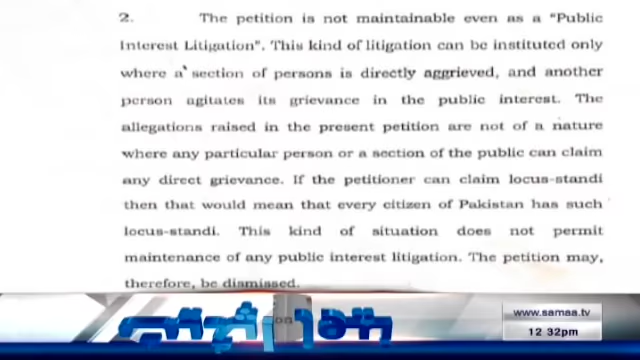 2. The petition is not maintainable even as a "Public
Interest Litigation". This kind of litigation can be instituted only
where a section of persons is directly aggrieved, and another
person agitates its grievance in the public interest. The
allegations raised in the present petition are not of a nature
where any particular person or a section of the public can claim
any direct grievance. If the petitioner can claim locus-standi
then that would mean that every citizen of Pakistan has such
locus-standi. This kind of situation does not permit
maintenance of any public interest litigation. The petition may,
therefore, be dismissed.
www.samaa.tv
12 32pm